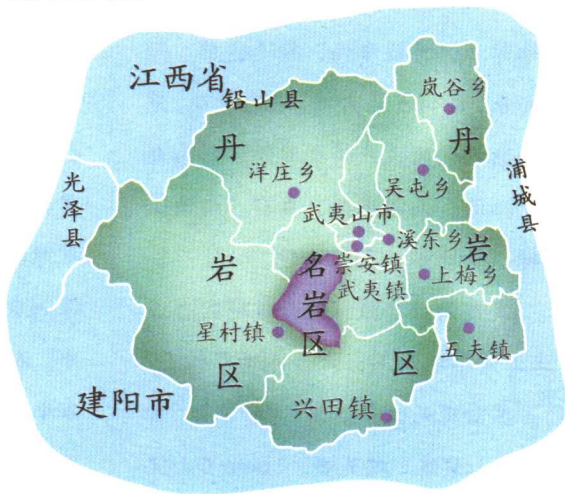 江西省
铅山县
岚谷乡
丹
丹
洋庄乡
吴屯乡
光泽县
浦城县
武夷山市
溪东乡
岩
岩
名岩区
崇安镇
武夷镇
上梅乡
星村镇
五夫镇
区
区
建阳市
兴田镇